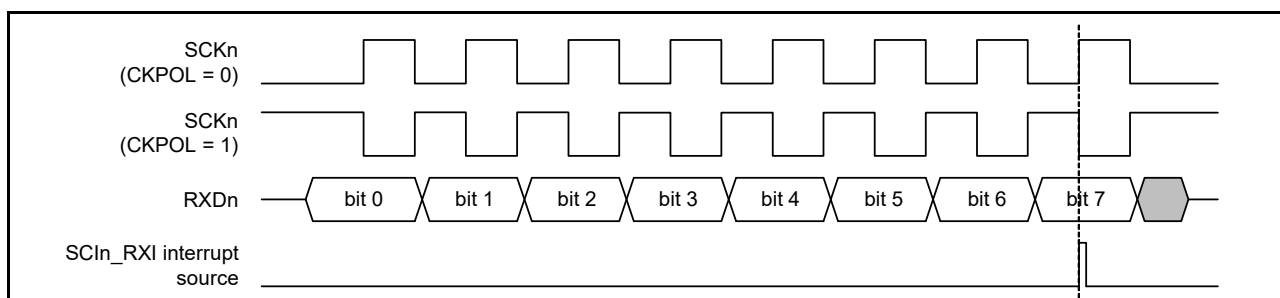 SCKn
(CKPOL = 0)
SCKn
(CKPOL = 1)
RXDn
bit 0
bit 1
bit 2
bit 3
bit 4
bit 5
bit 6
bit 7
SCIn_RXI interrupt
source